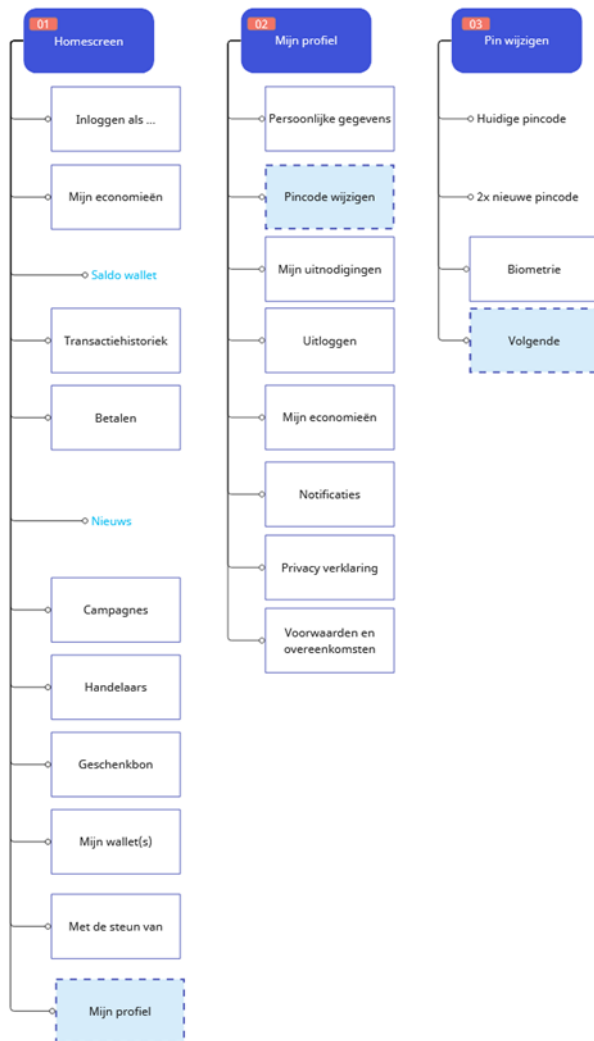 01
Homescreen
Inloggen als ...
Mijn economieën
Saldo wallet
Transactiehistoriek
Betalen
Nieuws
Campagnes
Handelaars
Geschenkbon
Mijn wallet(s)
Met de steun van
Mijn profiel
02
Mijn profiel
Persoonlijke gegevens
Pincode wijzigen
Mijn uitnodigingen
Uitloggen
Mijn economieën
Notificaties
Privacy verklaring
Voorwaarden en
overeenkomsten
03
Pin wijzigen
Huidige pincode
2x nieuwe pincode
Biometrie
Volgende